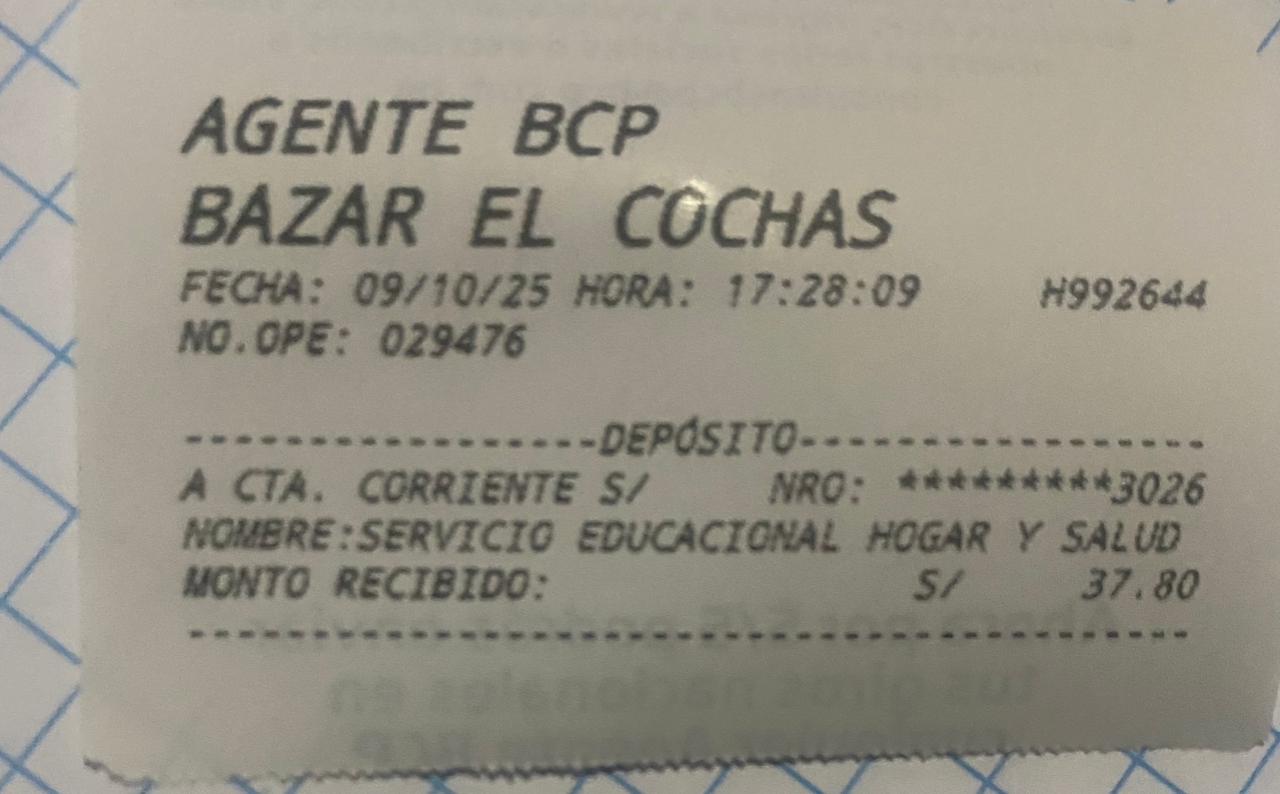 AGENTE BCP
BAZAR EL COCHAS
FECHA: 09/10/25 HORA: 17:28:09 H992644
NO.OPE: 029476
-----------------DEPÓSITO-----------------
A CTA. CORRIENTE S/ NRO: *********3026
NOMBRE:SERVICIO EDUCACIONAL HOGAR Y SALUD
MONTO RECIBIDO: S/ 37.80
------------------------------------------